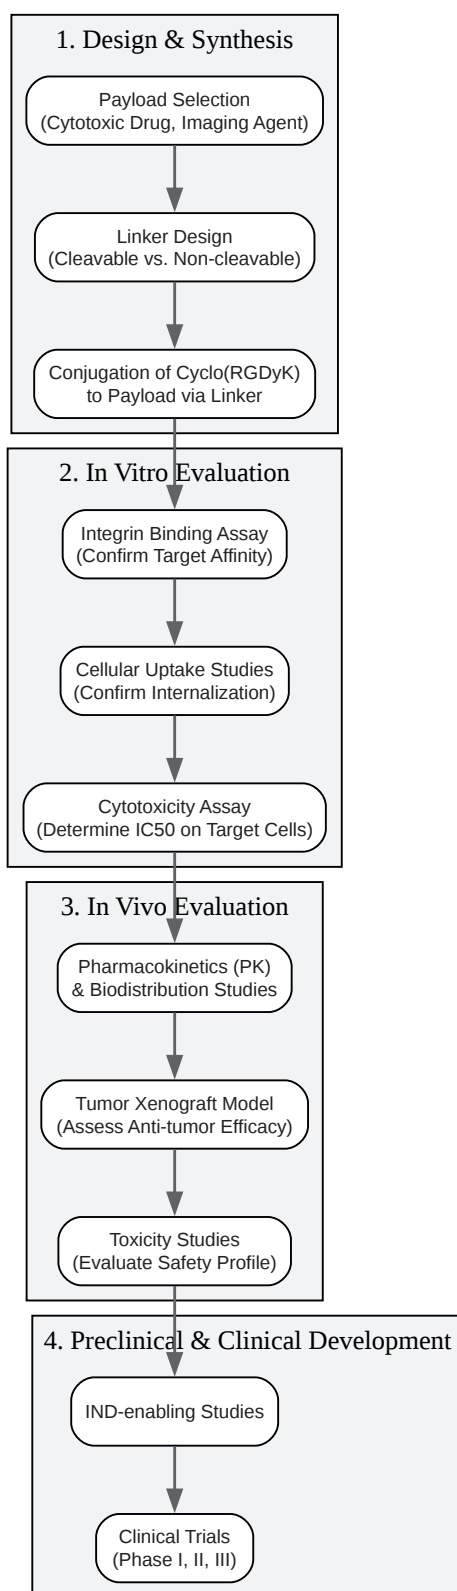 1. Design & Synthesis
Payload Selection
(Cytotoxic Drug, Imaging Agent)
Linker Design
(Cleavable vs. Non-cleavable)
Conjugation of Cyclo(RGDyK)
to Payload via Linker
2. In Vitro Evaluation
Integrin Binding Assay
(Confirm Target Affinity)
Cellular Uptake Studies
(Confirm Internalization)
Cytotoxicity Assay
(Determine IC50 on Target Cells)
3. In Vivo Evaluation
Pharmacokinetics (PK)
& Biodistribution Studies
Tumor Xenograft Model
(Assess Anti-tumor Efficacy)
Toxicity Studies
(Evaluate Safety Profile)
4. Preclinical & Clinical Development
IND-enabling Studies
Clinical Trials
(Phase I, II, III)